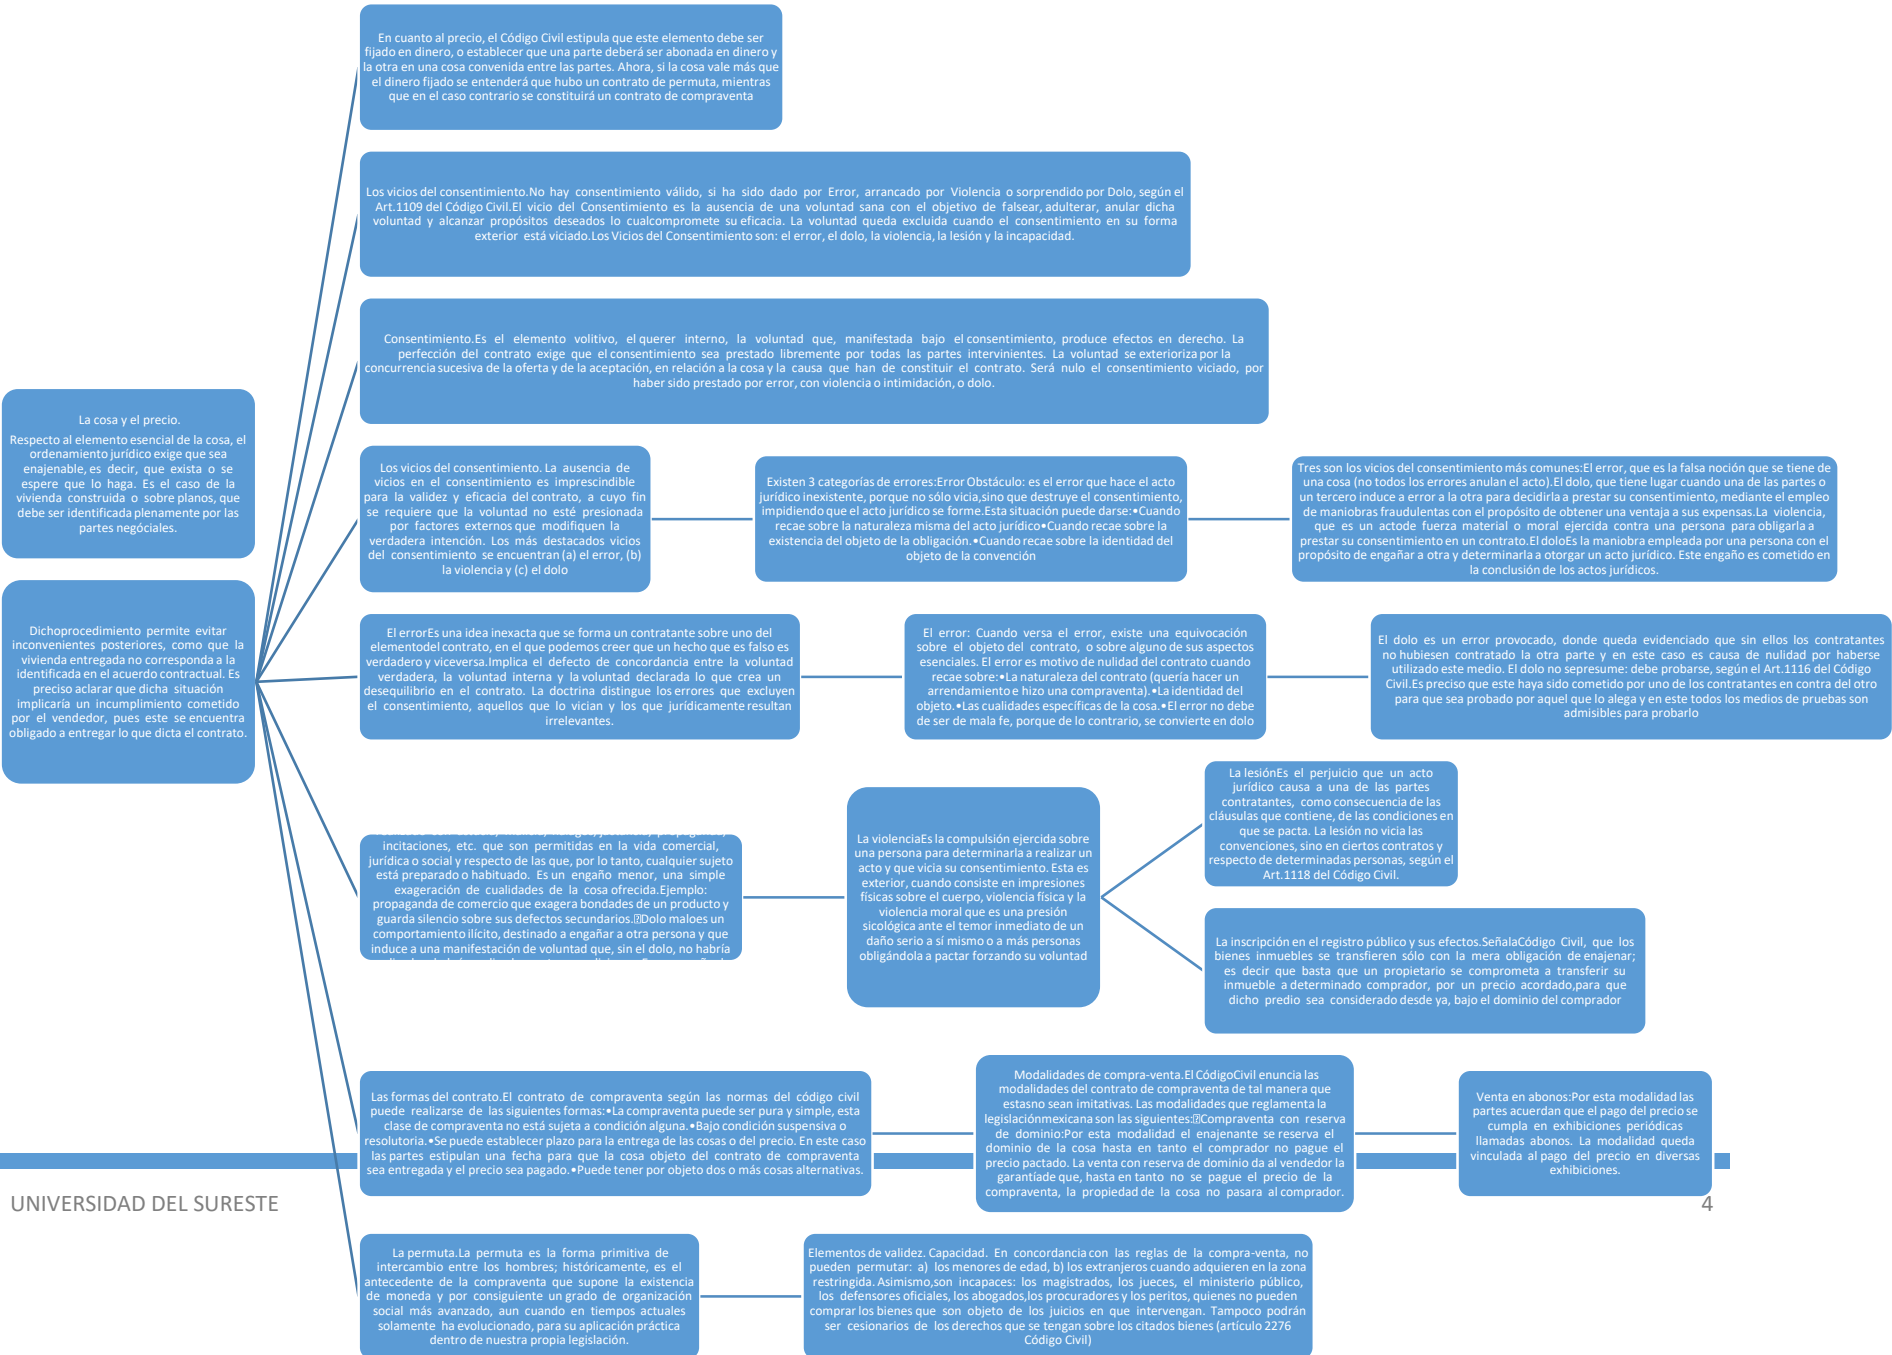 En cuanto al precio, el Código Civil estipula que este elemento debe ser
fijado en dinero, o establecer que una parte deberá ser abonada en dinero y
la otra en una cosa convenida entre las partes. Ahora, si la cosa vale más que
el dinero fijado se entenderá que hubo un contrato de permuta, mientras
que en el caso contrario se constituirá un contrato de compraventa
Los vicios del consentimiento.No hay consentimiento válido, si ha sido dado por Error, arrancado por Violencia o sorprendido por Dolo, según el
Art.1109 del Código Civil.El vicio del Consentimiento es la ausencia de una voluntad sana con el objetivo de falsear, adulterar, anular dicha
voluntad y alcanzar propósitos deseados lo cualcompromete su eficacia. La voluntad queda excluida cuando el consentimiento en su forma
exterior está viciado.Los Vicios del Consentimiento son: el error, el dolo, la violencia, la lesión y la incapacidad.
Consentimiento.Es el elemento volitivo, el querer interno, la voluntad que, manifestada bajo el consentimiento, produce efectos en derecho. La
perfección del contrato exige que el consentimiento sea prestado libremente por todas las partes intervinientes. La voluntad se exterioriza por la
concurrencia sucesiva de la oferta y de la aceptación, en relación a la cosa y la causa que han de constituir el contrato. Será nulo el consentimiento viciado, por
haber sido prestado por error, con violencia o intimidación, o dolo.
La cosa y el precio.
Respecto al elemento esencial de la cosa, el
ordenamiento jurídico exige que sea
enajenable, es decir, que exista o se
espere que lo haga. Es el caso de la
vivienda construida o sobre planos, que
debe ser identificada plenamente por las
partes negóciales.
Dichoprocedimiento permite evitar
inconvenientes posteriores, como que la
vivienda entregada no corresponda a la
identificada en el acuerdo contractual. Es
preciso aclarar que dicha situación
implicaría un incumplimiento cometido
por el vendedor, pues este se encuentra
obligado a entregar lo que dicta el contrato.
Los vicios del consentimiento. La ausencia de
vicios en el consentimiento es imprescindible
para la validez y eficacia del contrato, a cuyo fin
se requiere que la voluntad no esté presionada
por factores externos que modifiquen la
verdadera intención. Los más destacados vicios
del consentimiento se encuentran (a) el error, (b)
la violencia y (c) el dolo
Existen 3 categorías de errores:Error Obstáculo: es el error que hace el acto
jurídico inexistente, porque no sólo vicia,sino que destruye el consentimiento,
impidiendo que el acto jurídico se forme.Esta situación puede darse:•Cuando
recae sobre la naturaleza misma del acto jurídico•Cuando recae sobre la
existencia del objeto de la obligación.•Cuando recae sobre la identidad del
objeto de la convención
Tres son los vicios del consentimiento más comunes:El error, que es la falsa noción que se tiene de
una cosa (no todos los errores anulan el acto).El dolo, que tiene lugar cuando una de las partes o
un tercero induce a error a la otra para decidirla a prestar su consentimiento, mediante el empleo
de maniobras fraudulentas con el propósito de obtener una ventaja a sus expensas.La violencia,
que es un actode fuerza material o moral ejercida contra una persona para obligarla a
prestar su consentimiento en un contrato.El doloEs la maniobra empleada por una persona con el
propósito de engañar a otra y determinarla a otorgar un acto jurídico. Este engaño es cometido en
la conclusión de los actos jurídicos.
El errorEs una idea inexacta que se forma un contratante sobre uno del
elementodel contrato, en el que podemos creer que un hecho que es falso es
verdadero y viceversa.Implica el defecto de concordancia entre la voluntad
verdadera, la voluntad interna y la voluntad declarada lo que crea un
desequilibrio en el contrato. La doctrina distingue los errores que excluyen
el consentimiento, aquellos que lo vician y los que jurídicamente resultan
irrelevantes.
El error: Cuando versa el error, existe una equivocación
sobre el objeto del contrato, o sobre alguno de sus aspectos
esenciales. El error es motivo de nulidad del contrato cuando
recae sobre:•La naturaleza del contrato (quería hacer un
arrendamiento e hizo una compraventa).•La identidad del
objeto.•Las cualidades específicas de la cosa.•El error no debe
de ser de mala fe, porque de lo contrario, se convierte en dolo
El dolo es un error provocado, donde queda evidenciado que sin ellos los contratantes
no hubiesen contratado la otra parte y en este caso es causa de nulidad por haberse
utilizado este medio. El dolo no sepresume: debe probarse, según el Art.1116 del Código
Civil.Es preciso que este haya sido cometido por uno de los contratantes en contra del otro
para que sea probado por aquel que lo alega y en este todos los medios de pruebas son
admisibles para probarlo
incitaciones, etc. que son permitidas en la vida comercial,
jurídica o social y respecto de las que, por lo tanto, cualquier sujeto
está preparado o habituado. Es un engaño menor, una simple
exageración de cualidades de la cosa ofrecida.Ejemplo:
propaganda de comercio que exagera bondades de un producto y
guarda silencio sobre sus defectos secundarios.Dolo maloes un
comportamiento ilícito, destinado a engañar a otra persona y que
induce a una manifestación de voluntad que, sin el dolo, no habría
La violenciaEs la compulsión ejercida sobre
una persona para determinarla a realizar un
acto y que vicia su consentimiento. Esta es
exterior, cuando consiste en impresiones
físicas sobre el cuerpo, violencia física y la
violencia moral que es una presión
sicológica ante el temor inmediato de un
daño serio a sí mismo o a más personas
obligándola a pactar forzando su voluntad
La lesiónEs el perjuicio que un acto
jurídico causa a una de las partes
contratantes, como consecuencia de las
cláusulas que contiene, de las condiciones en
que se pacta. La lesión no vicia las
convenciones, sino en ciertos contratos y
respecto de determinadas personas, según el
Art.1118 del Código Civil.
La inscripción en el registro público y sus efectos.SeñalaCódigo Civil, que los
bienes inmuebles se transfieren sólo con la mera obligación de enajenar;
es decir que basta que un propietario se comprometa a transferir su
inmueble a determinado comprador, por un precio acordado,para que
dicho predio sea considerado desde ya, bajo el dominio del comprador
Las formas del contrato.El contrato de compraventa según las normas del código civil
puede realizarse de las siguientes formas:•La compraventa puede ser pura y simple, esta
clase de compraventa no está sujeta a condición alguna.•Bajo condición suspensiva o
resolutoria.•Se puede establecer plazo para la entrega de las cosas o del precio. En este caso
las partes estipulan una fecha para que la cosa objeto del contrato de compraventa
sea entregada y el precio sea pagado.•Puede tener por objeto dos o más cosas alternativas.
Modalidades de compra-venta.El CódigoCivil enuncia las
modalidades del contrato de compraventa de tal manera que
estasno sean imitativas. Las modalidades que reglamenta la
legislaciónmexicana son las siguientes:Compraventa con reserva
de dominio:Por esta modalidad el enajenante se reserva el
dominio de la cosa hasta en tanto el comprador no pague el
precio pactado. La venta con reserva de dominio da al vendedor la
garantíade que, hasta en tanto no se pague el precio de la
compraventa, la propiedad de la cosa no pasara al comprador.
Venta en abonos:Por esta modalidad las
partes acuerdan que el pago del precio se
cumpla en exhibiciones periódicas
llamadas abonos. La modalidad queda
vinculada al pago del precio en diversas
exhibiciones.
UNIVERSIDAD DEL SURESTE
4
La permuta.La permuta es la forma primitiva de
intercambio entre los hombres; históricamente, es el
antecedente de la compraventa que supone la existencia
de moneda y por consiguiente un grado de organización
social más avanzado, aun cuando en tiempos actuales
solamente ha evolucionado, para su aplicación práctica
dentro de nuestra propia legislación.
Elementos de validez. Capacidad. En concordancia con las reglas de la compra-venta, no
pueden permutar: a) los menores de edad, b) los extranjeros cuando adquieren en la zona
restringida. Asimismo,son incapaces: los magistrados, los jueces, el ministerio público,
los defensores oficiales, los abogados,los procuradores y los peritos, quienes no pueden
comprar los bienes que son objeto de los juicios en que intervengan. Tampoco podrán
ser cesionarios de los derechos que se tengan sobre los citados bienes (artículo 2276
Código Civil)